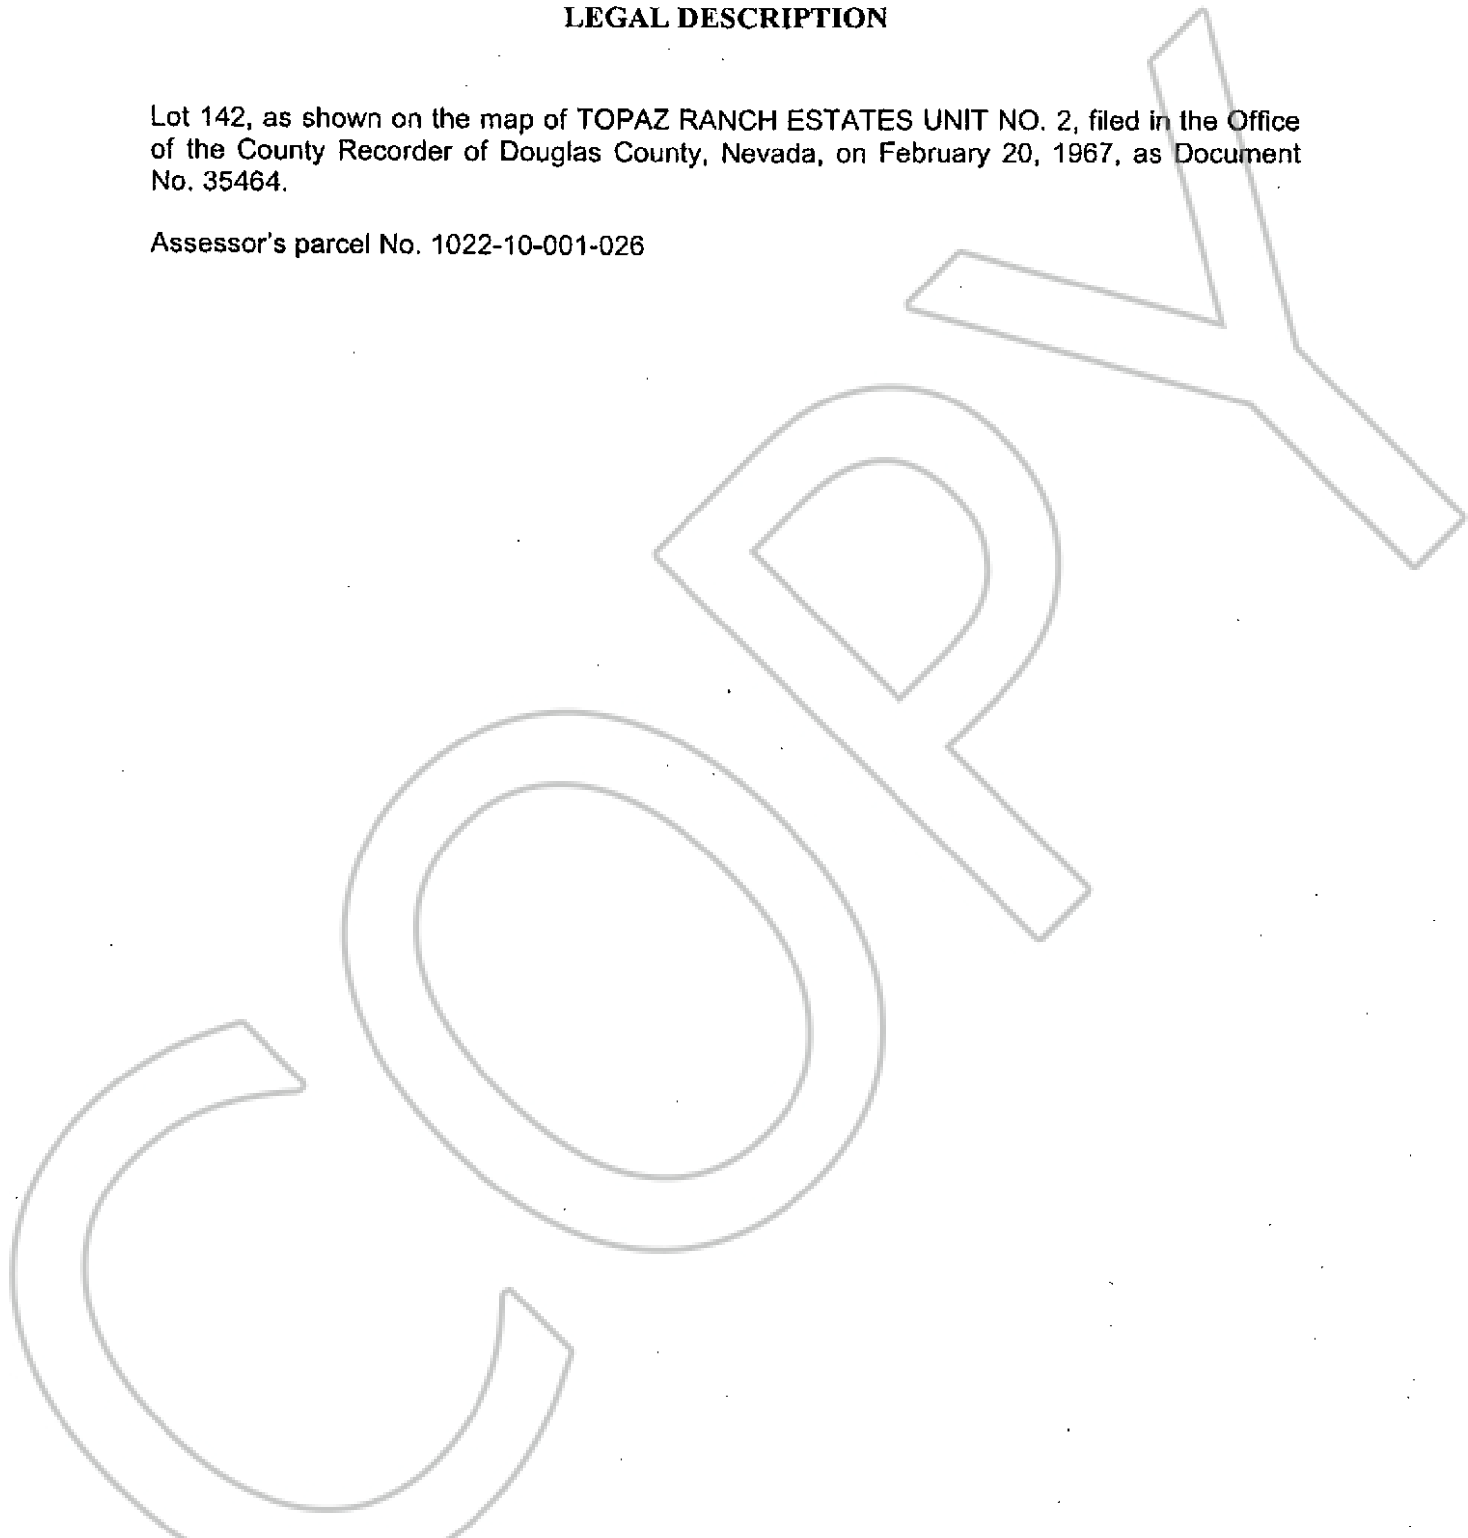 LEGAL DESCRIPTION
Lot 142, as shown on the map of TOPAZ RANCH ESTATES UNIT NO. 2, filed in the Office
of the County Recorder of Douglas County, Nevada, on February 20, 1967, as Document
No. 35464.
Assessor's parcel No. 1022-10-001-026
COPY